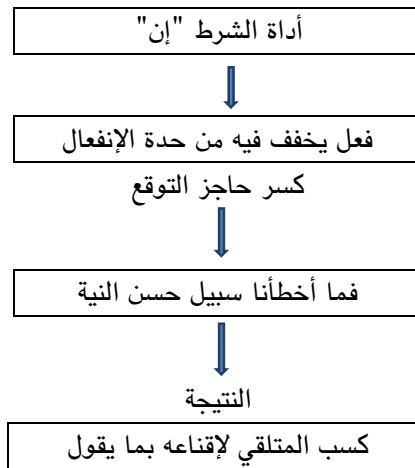 أداة الشرط "إن"
فعل يخفف فيه من حدة الإنفعال
كسر حاجز التوقع
فما أخطأنا سبيل حسن النية
النتيجة
كسب المتلقي لإقناعه بما يقول